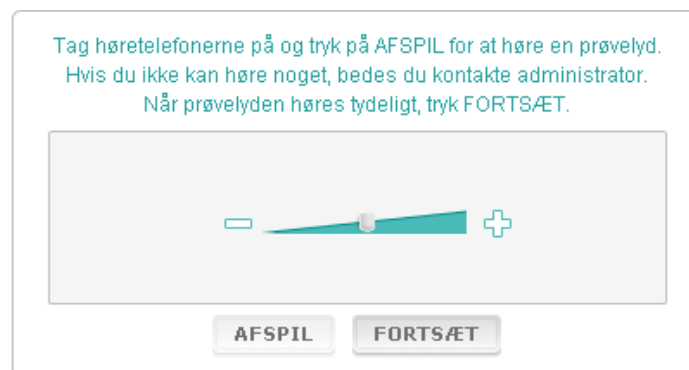 Tag høretelefonerne på og tryk på AFSPIL for at høre en prøvelyd.
Hvis du ikke kan høre noget, bedes du kontakte administrator.
Når prøvelyden høres tydeligt, tryk FORTSÆT.
AFSPIL FORTSÆT